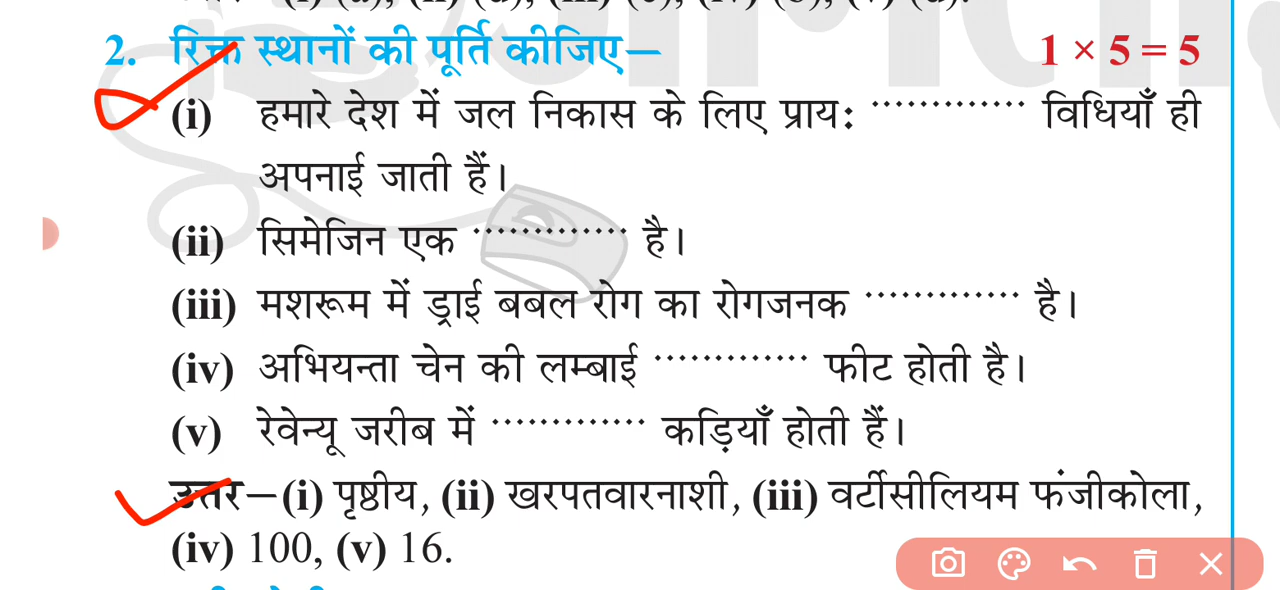 2. रिक्त स्थानों की पूर्ति कीजिए— 1 × 5 = 5
(i) हमारे देश में जल निकास के लिए प्राय: ............. विधियाँ ही
अपनाई जाती हैं।
(ii) सिमेजिन एक ............. है।
(iii) मशरूम में ड्राई बबल रोग का रोगजनक ............. है।
(iv) अभियन्ता चेन की लम्बाई ............. फीट होती है।
(v) रेवेन्यू जरीब में ............. कड़ियाँ होती हैं।
उत्तर—(i) पृष्ठीय, (ii) खरपतवारनाशी, (iii) वर्टीसीलियम फंजीकोला,
(iv) 100, (v) 16.